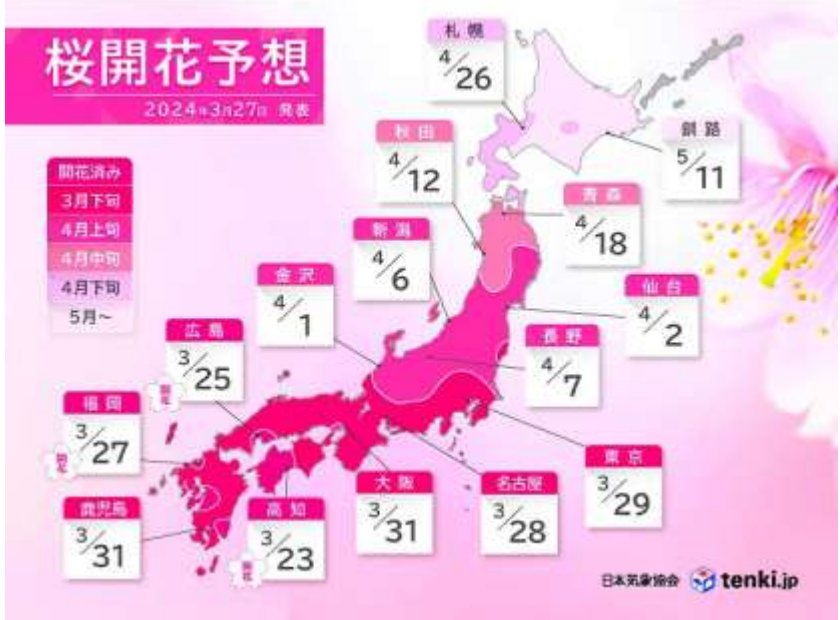 桜開花予想
2024年3月27日 発表
開花済み
3月下旬
4月上旬
4月中旬
4月下旬
5月～
札幌
4/26
釧路
5/11
秋田
4/12
青森
4/18
新潟
4/6
金沢
4/1
仙台
4/2
広島
3/25
開花
長野
4/7
福岡
3/27
開花
東京
3/29
鹿児島
3/31
高知
3/23
開花
大阪
3/31
名古屋
3/28
日本気象協会 tenki.jp